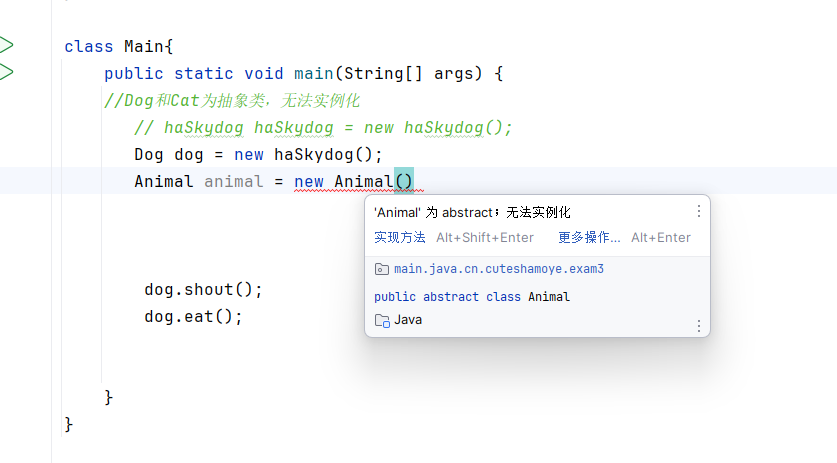 class Main{
public static void main(String[] args) {
//Dog和Cat为抽象类，无法实例化
// haSkydog haSkydog = new haSkydog();
Dog dog = new haSkydog();
Animal animal = new Animal()
'Animal' 为 abstract；无法实例化
实现方法 Alt+Shift+Enter 更多操作... Alt+Enter
main.java.cn.cuteshamoye.exam3
public abstract class Animal
Java
dog.shout();
dog.eat();
}
}